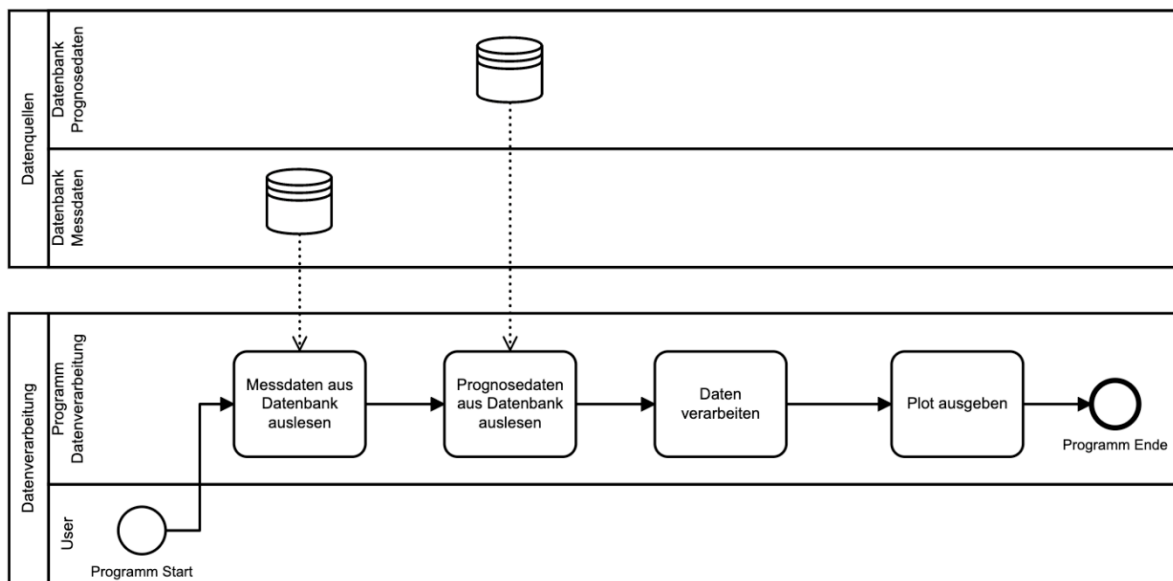 Datenquellen
Datenbank
Prognosedaten
Datenbank
Messdaten
Datenverarbeitung
Programm
Datenverarbeitung
User
Messdaten aus
Datenbank
auslesen
Prognosedaten
aus Datenbank
auslesen
Daten
verarbeiten
Plot ausgeben
Programm Ende
Programm Start